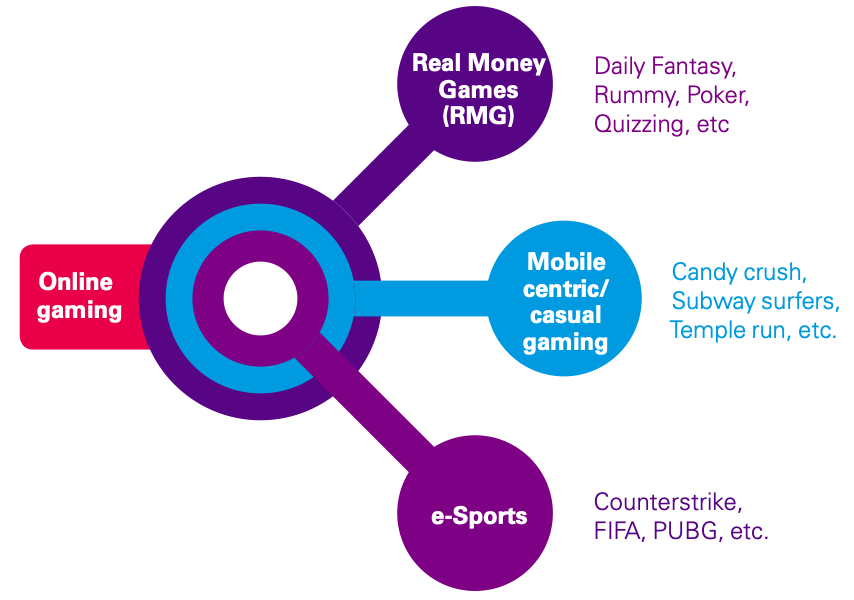 Online
gaming
Real Money
Games
(RMG)
Daily Fantasy,
Rummy, Poker,
Quizzing, etc
Mobile
centric/
casual
gaming
Candy crush,
Subway surfers,
Temple run, etc.
e-Sports
Counterstrike,
FIFA, PUBG, etc.